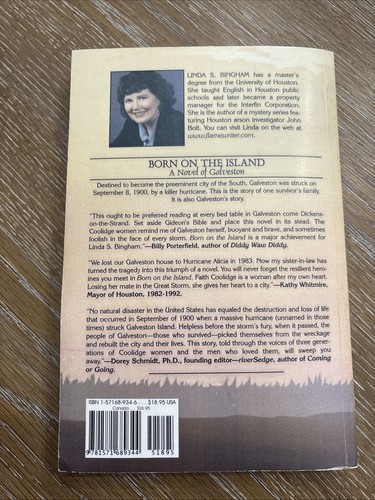 LINDA S. BINGHAM has a master's
degree from the University of Houston.
She taught English in Houston public
schools and later became a property
manager for the Interfin Corporation.
She is the author of a mystery series
featuring Houston arson investigator John
Bolt. You can visit Linda on the web at
www.flamewriter.com.
BORN ON THE ISLAND
A Novel of Galveston
Destined to become the preeminent city of the South, Galveston was struck on
September 8, 1900, by a killer hurricane. This is the story of one survivor's family.
It is also Galveston's story.
"This ought to be preferred reading at every bed table in Galveston come Dickens-
on-the-Strand. Set aside Gideon's Bible and place this novel in its stead. The
Coolidge women remind me of Galveston herself, buoyant and brave, and sometimes
foolish in the face of every storm. Born on the Island is a major achievement for
Linda S. Bingham."—Billy Porterfield, author of Diddy Waw Diddy.
"We lost our Galveston house to Hurricane Alicia in 1983. Now my sister-in-law has
turned the tragedy into this triumph of a novel. You will never forget the resilient hero-
ines you meet in Born on the Island. Faith Coolidge is a woman after my own heart.
Losing her mate in the Great Storm, she gives her heart to a city."—Kathy Whitmire,
Mayor of Houston, 1982-1992.
"No natural disaster in the United States has equaled the destruction and loss of life
that occurred in September of 1900 when a massive hurricane (unnamed in those
times) struck Galveston Island. Helpless before the storm's fury, when it passed, the
people of Galveston—those who survived—picked themselves from the wreckage
and rebuilt the city and their lives. This story, told through the voices of three gener-
ations of Coolidge women and the men who loved them, will sweep you
away."—Dorey Schmidt, Ph.D., founding editor—riverSedge, author of Coming
or Going.
ISBN 1-57168-934-6 . . . $18.95 USA
Canada $26.95
9 781571 689344
51895